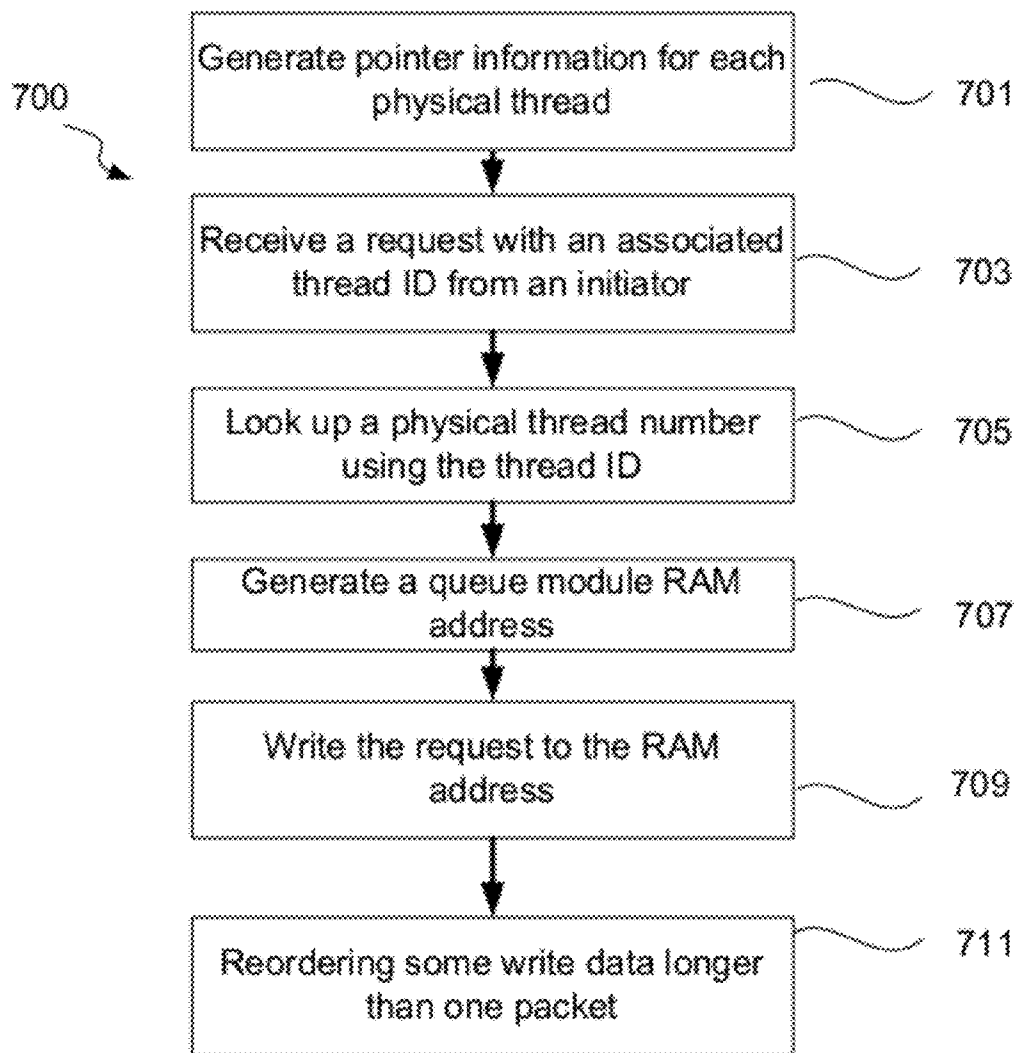 700
Generate pointer information for each
physical thread
701
Receive a request with an associated
thread ID from an initiator
703
Look up a physical thread number
using the thread ID
705
Generate a queue module RAM
address
707
Write the request to the RAM
address
709
Reordering some write data longer
than one packet
711